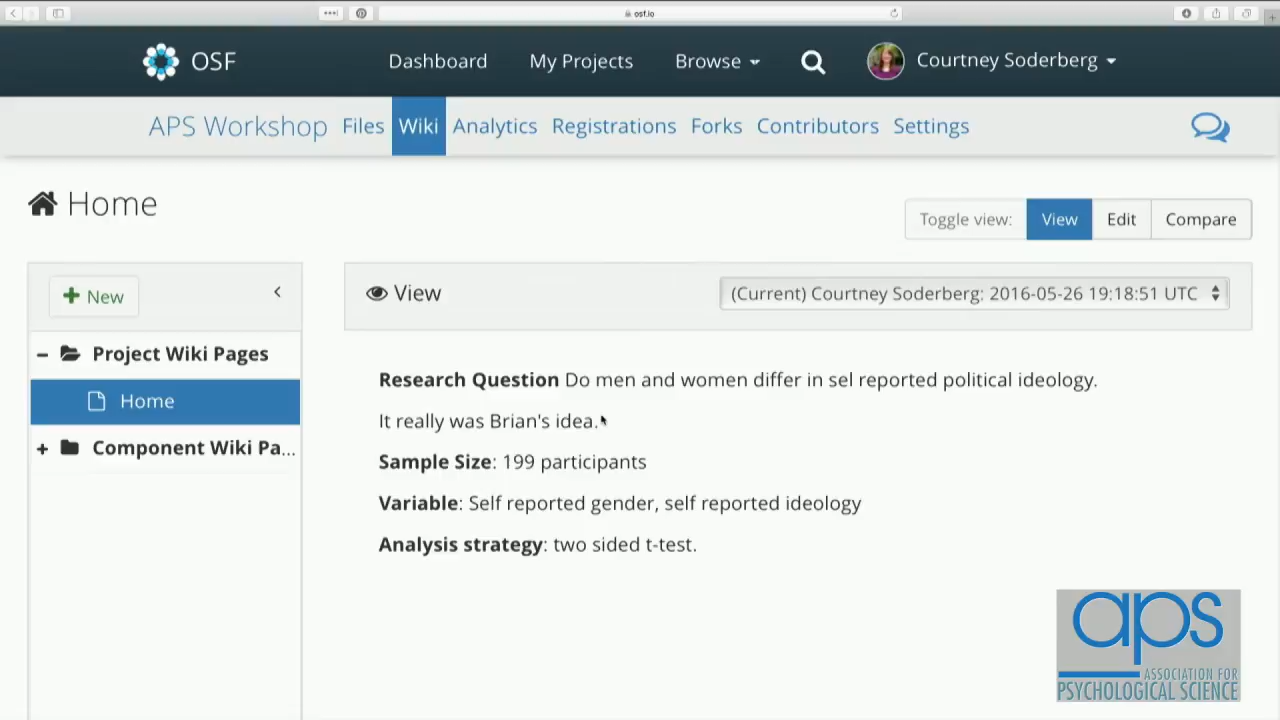 osf.io
OSF
Dashboard
My Projects
Browse
Courtney Soderberg
APS Workshop
Files
Wiki
Analytics
Registrations
Forks
Contributors
Settings
Home
Toggle view:
View
Edit
Compare
New
View
(Current) Courtney Soderberg: 2016-05-26 19:18:51 UTC
Project Wiki Pages
Home
Component Wiki Pa...
Research Question Do men and women differ in sel reported political ideology.
It really was Brian's idea.
Sample Size: 199 participants
Variable: Self reported gender, self reported ideology
Analysis strategy: two sided t-test.
aps
ASSOCIATION FOR
PSYCHOLOGICAL SCIENCE